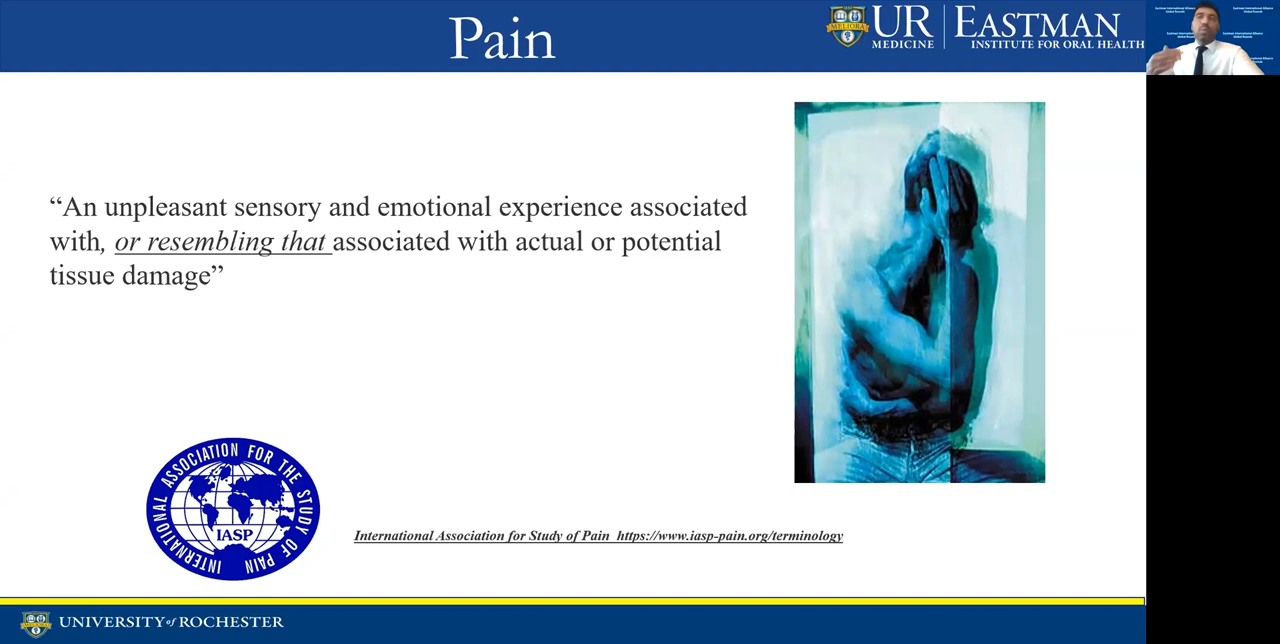 Pain
MELIORA
UR
MEDICINE
EASTMAN
INSTITUTE FOR ORAL HEALTH
“An unpleasant sensory and emotional experience associated
with, or resembling that associated with actual or potential
tissue damage”
INTERNATIONAL ASSOCIATION FOR THE STUDY OF PAIN
IASP
International Association for Study of Pain https://www.iasp-pain.org/terminology
UNIVERSITY of ROCHESTER